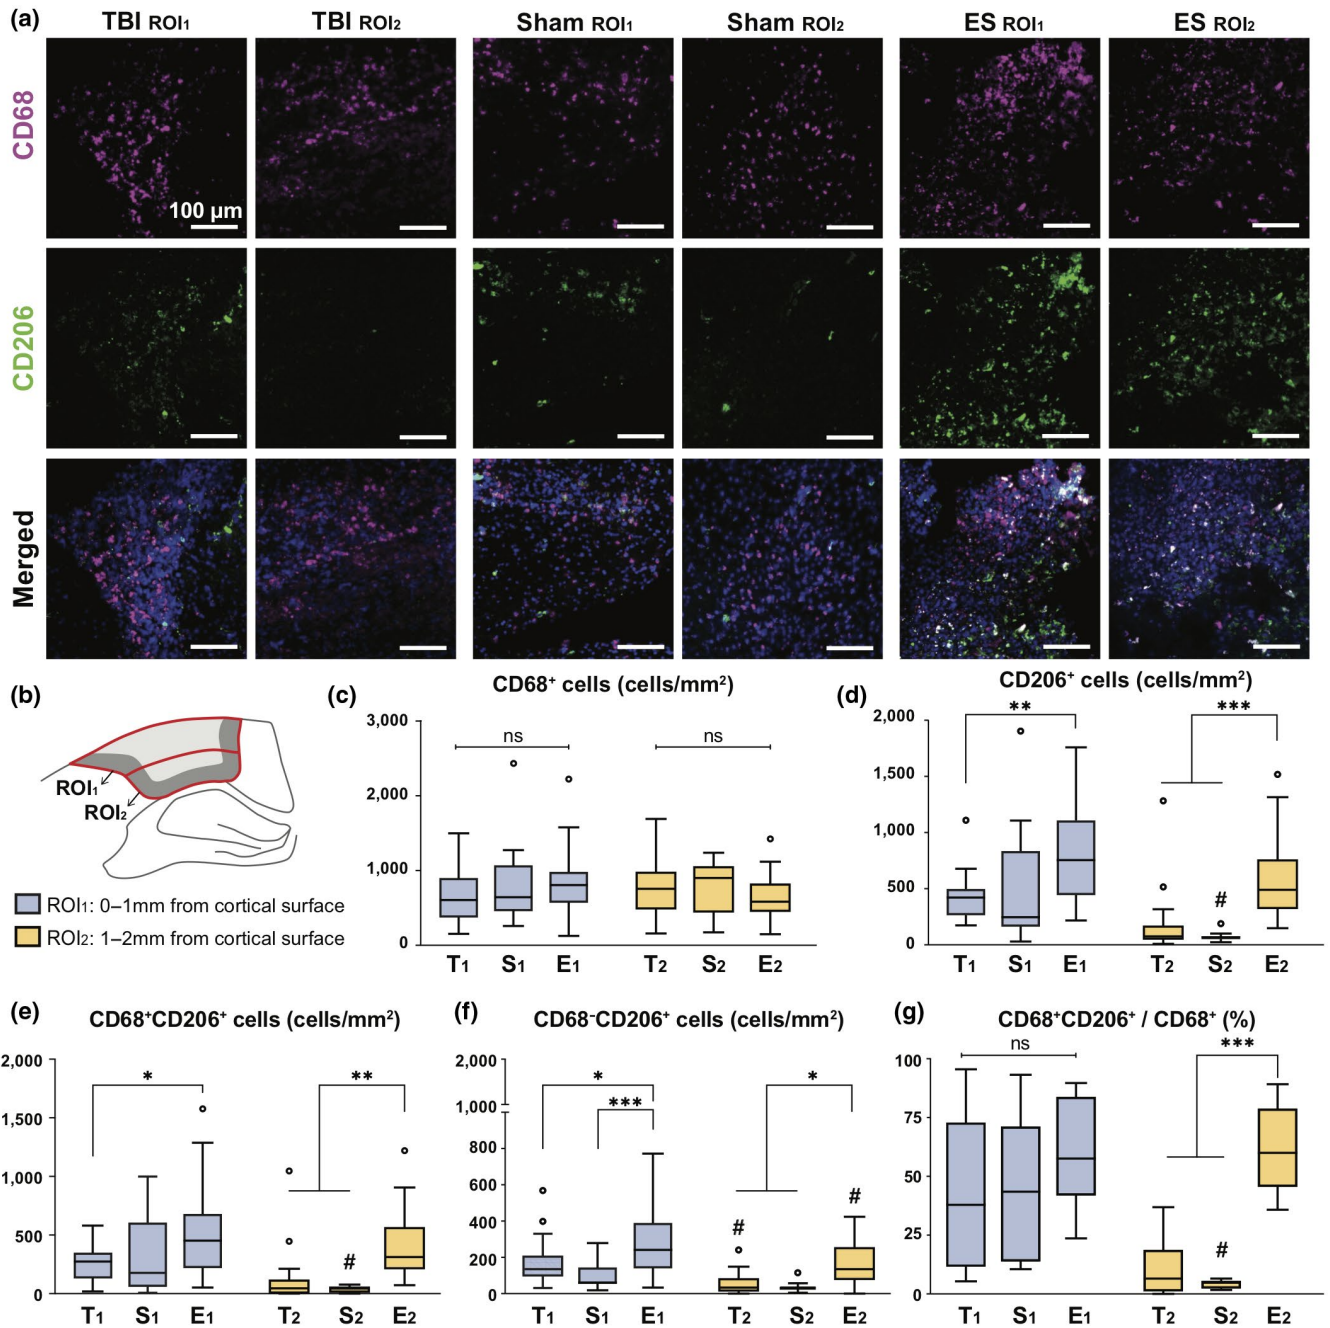 (a)
TBI ROI₁ TBI ROI₂ Sham ROI₁ Sham ROI₂ ES ROI₁ ES ROI₂
CD68
100 µm
CD206
Merged
(b)
ROI₁
ROI₂
ROI₁: 0–1mm from cortical surface
ROI₂: 1–2mm from cortical surface
(c)
CD68⁺ cells (cells/mm²)
3,000
2,000
1,000
0
ns ns
T₁ S₁ E₁ T₂ S₂ E₂
(d)
CD206⁺ cells (cells/mm²)
2,000
1,500
1,000
500
0
** ***
#
T₁ S₁ E₁ T₂ S₂ E₂
(e)
CD68⁺CD206⁺ cells (cells/mm²)
2,000
1,500
1,000
500
0
* **
#
T₁ S₁ E₁ T₂ S₂ E₂
(f)
CD68⁻CD206⁺ cells (cells/mm²)
2,000
1,000
800
600
400
200
0
* *
***
# #
T₁ S₁ E₁ T₂ S₂ E₂
(g)
CD68⁺CD206⁺ / CD68⁺ (%)
100
75
50
25
0
ns ***
#
T₁ S₁ E₁ T₂ S₂ E₂